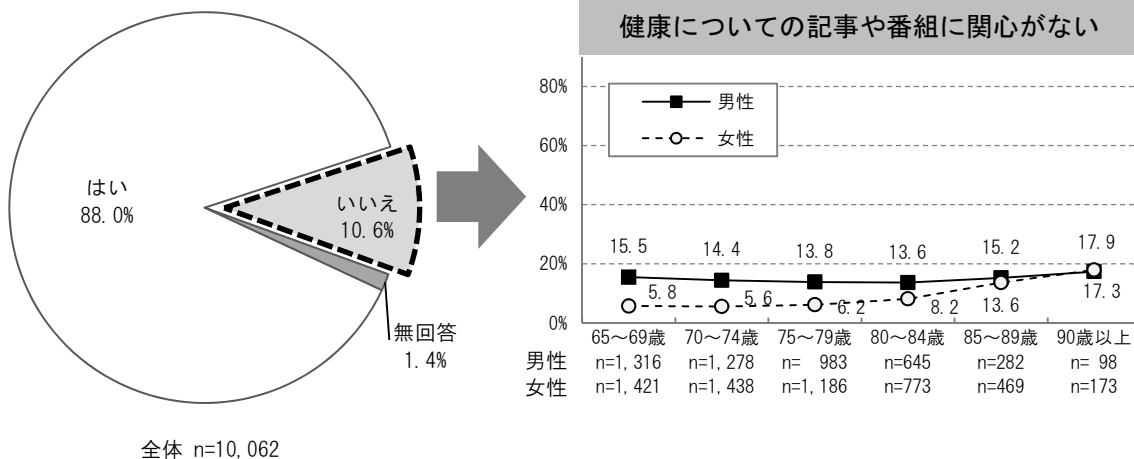 はい
88.0%
いいえ
10.6%
無回答
1.4%
全体 n=10,062
健康についての記事や番組に関心がない
男性
女性
80%
60%
40%
20%
0%
15.5 14.4 13.8 13.6 15.2 17.9
5.8 5.6 6.2 8.2 13.6 17.3
65～69歳 70～74歳 75～79歳 80～84歳 85～89歳 90歳以上
男性 n=1,316 n=1,278 n= 983 n=645 n=282 n= 98
女性 n=1,421 n=1,438 n=1,186 n=773 n=469 n=173